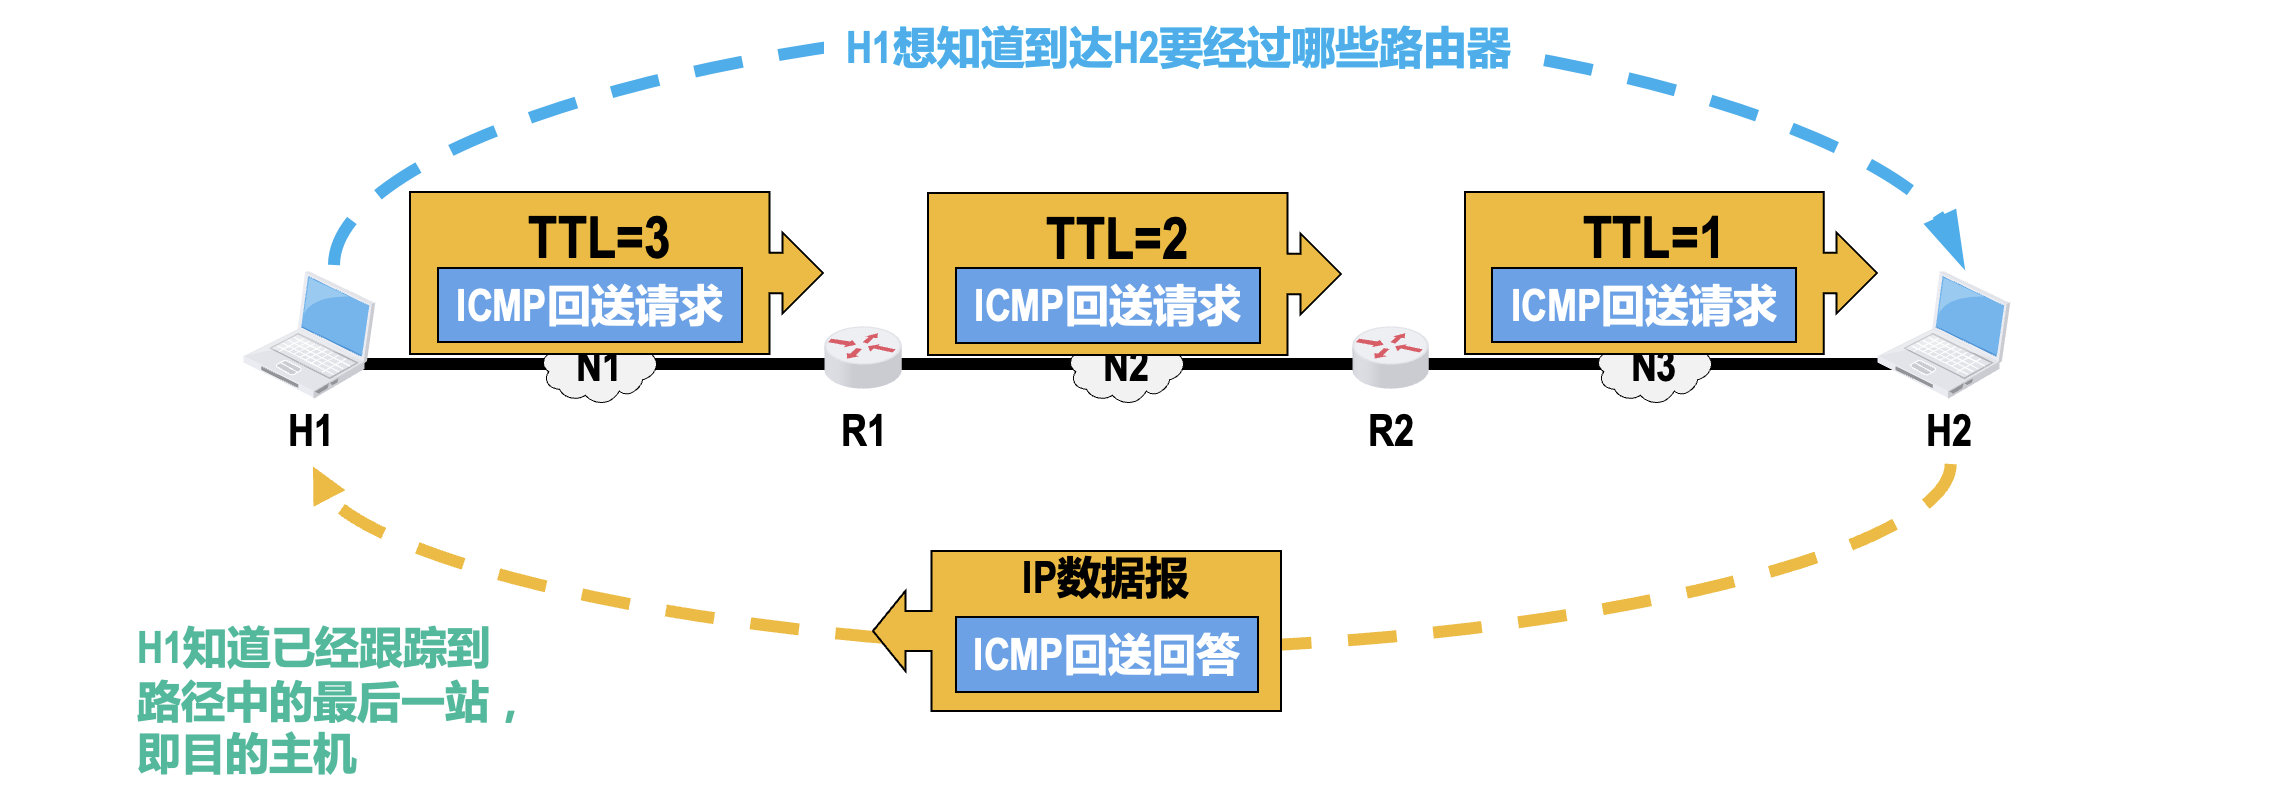 H1想知道到达H2要经过哪些路由器
TTL=3
ICMP回送请求
TTL=2
ICMP回送请求
TTL=1
ICMP回送请求
N1
N2
N3
H1
R1
R2
H2
IP数据报
ICMP回送回答
H1知道已经跟踪到
路径中的最后一站，
即目的主机